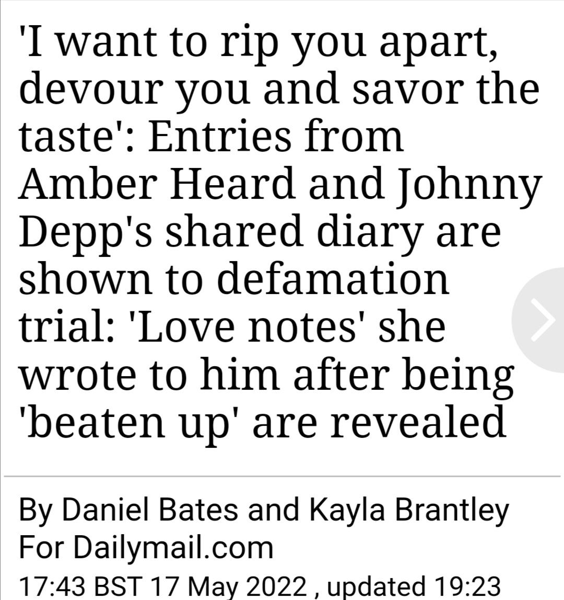 'I want to rip you apart,
devour you and savor the
taste': Entries from
Amber Heard and Johnny
Depp's shared diary are
shown to defamation
trial: 'Love notes' she
wrote to him after being
'beaten up' are revealed
By Daniel Bates and Kayla Brantley
For Dailymail.com
17:43 BST 17 May 2022 , updated 19:23